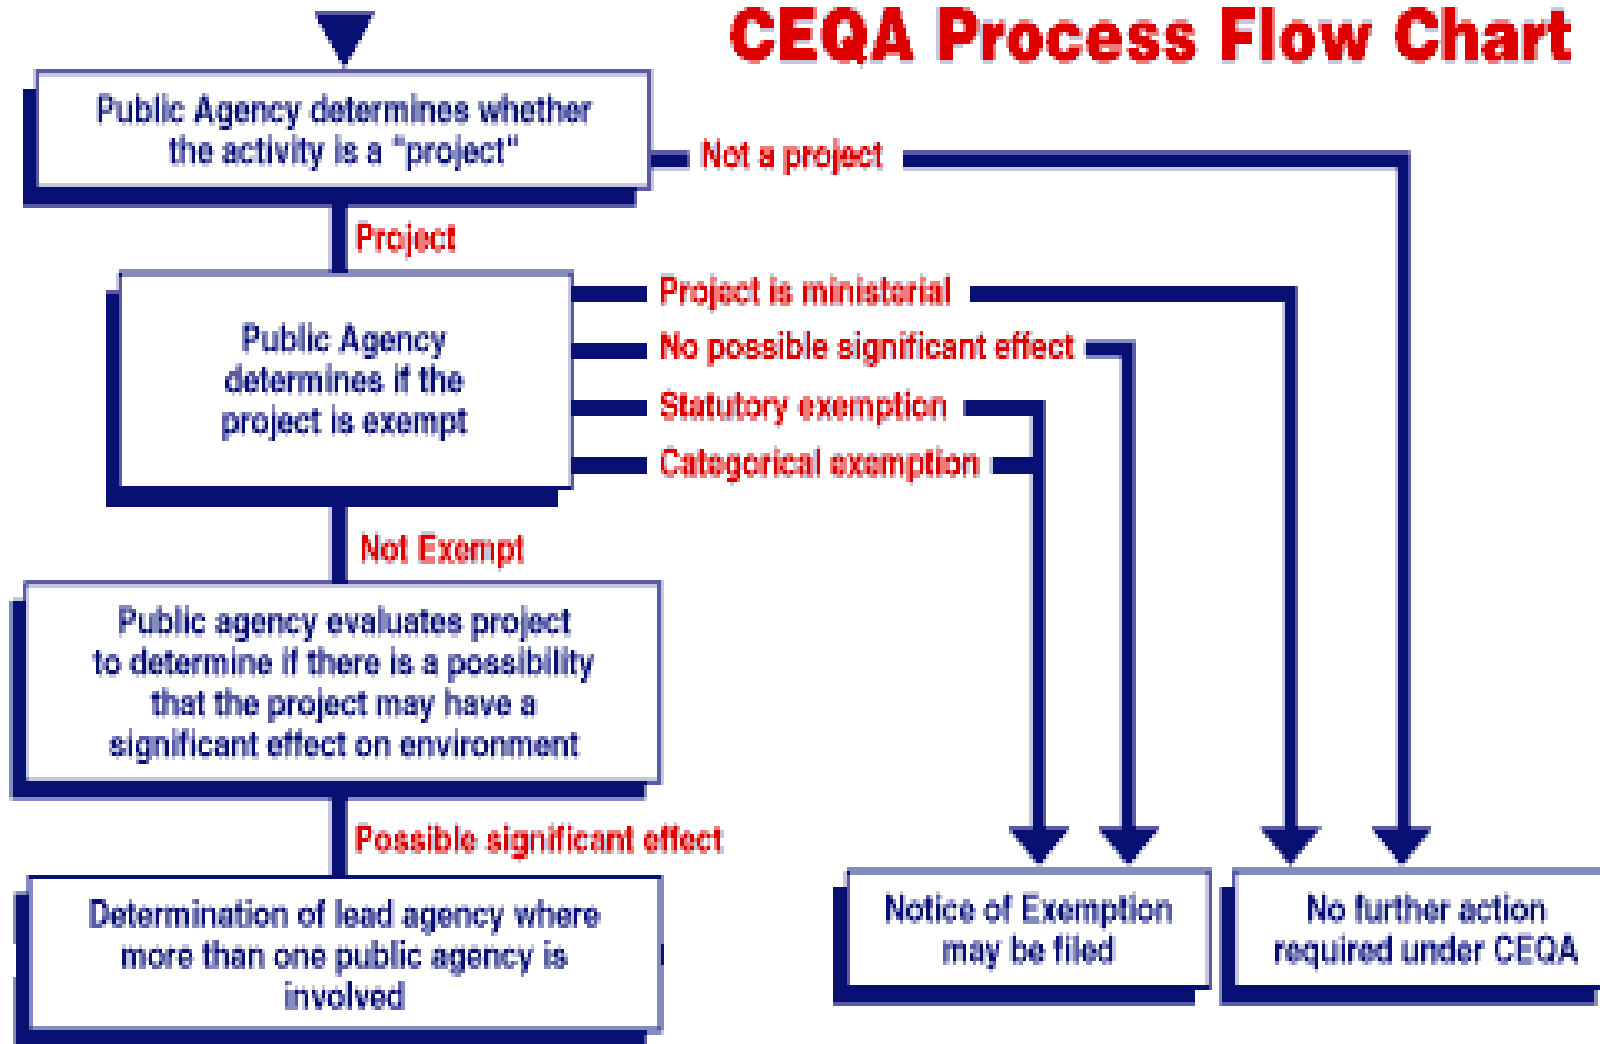 CEQA Process Flow Chart
Public Agency determines whether
the activity is a "project"
Not a project
Project
Public Agency
determines if the
project is exempt
Project is ministerial
No possible significant effect
Statutory exemption
Categorical exemption
Not Exempt
Public agency evaluates project
to determine if there is a possibility
that the project may have a
significant effect on environment
Possible significant effect
Determination of lead agency where
more than one public agency is
involved
Notice of Exemption
may be filed
No further action
required under CEQA